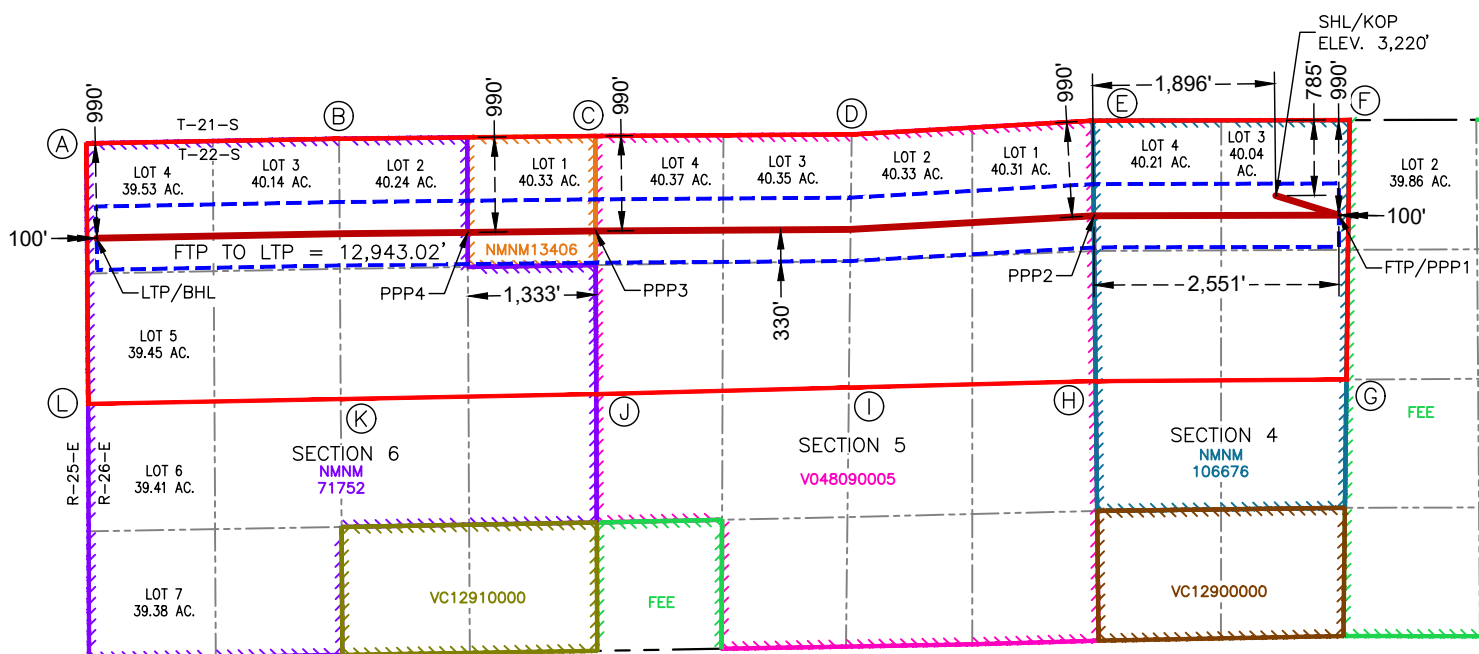 SHL/KOP
ELEV. 3,220'
990'
990'
990'
990'
1,896'
785'
990'
A
B
C
D
E
F
T-21-S
T-22-S
LOT 4
39.53 AC.
LOT 3
40.14 AC.
LOT 2
40.24 AC.
LOT 1
40.33 AC.
LOT 4
40.37 AC.
LOT 3
40.35 AC.
LOT 2
40.33 AC.
LOT 1
40.31 AC.
LOT 4
40.21 AC.
LOT 3
40.04
AC.
LOT 2
39.86 AC.
100'
FTP TO LTP = 12,943.02'
NMNM13406
100'
LTP/BHL
PPP4
1,333'
PPP3
330'
PPP2
2,551'
FTP/PPP1
LOT 5
39.45 AC.
L
K
J
I
H
G
R-25-E
R-26-E
SECTION 6
NMNM
71752
SECTION 5
V048090005
SECTION 4
NMNM
106676
FEE
LOT 6
39.41 AC.
LOT 7
39.38 AC.
VC12910000
FEE
VC12900000